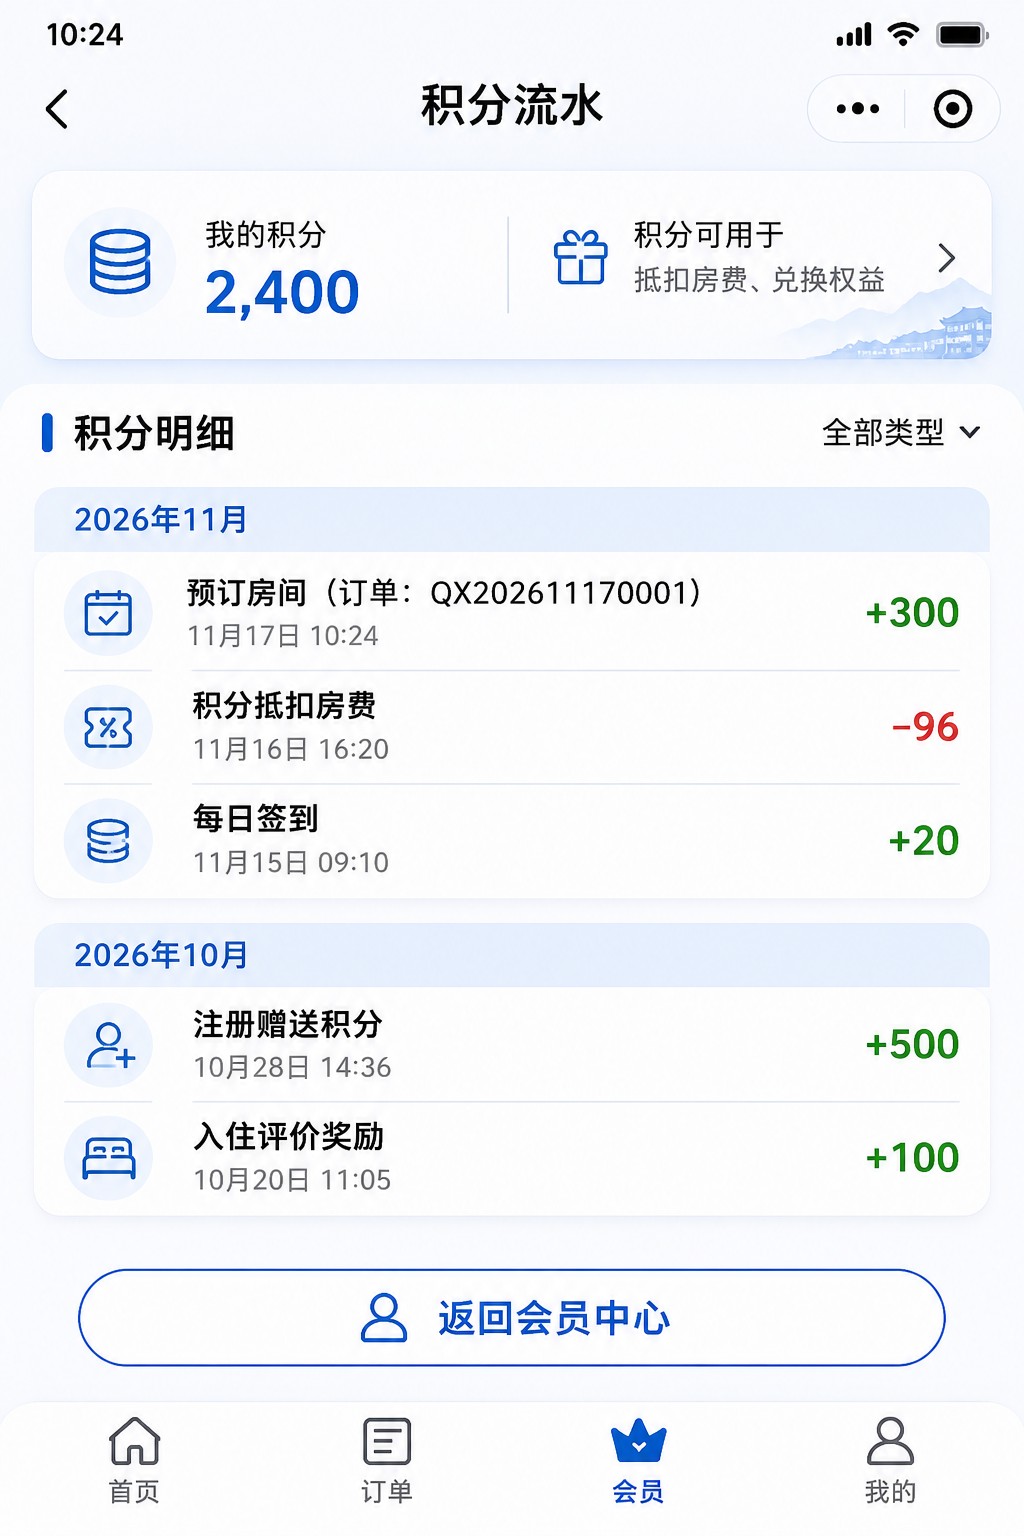 10:24
积分流水
我的积分
2,400
积分可用于
抵扣房费、兑换权益
积分明细
全部类型
2026年11月
预订房间（订单：QX202611170001）
11月17日 10:24
+300
积分抵扣房费
11月16日 16:20
-96
每日签到
11月15日 09:10
+20
2026年10月
注册赠送积分
10月28日 14:36
+500
入住评价奖励
10月20日 11:05
+100
返回会员中心
首页
订单
会员
我的